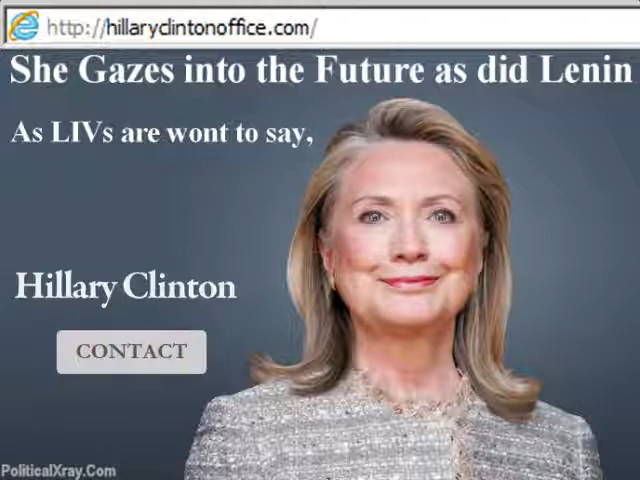 http://hillaryclintonoffice.com/
She Gazes into the Future as did Lenin
As LIVs are wont to say,
Hillary Clinton
CONTACT
PoliticalXray.Com